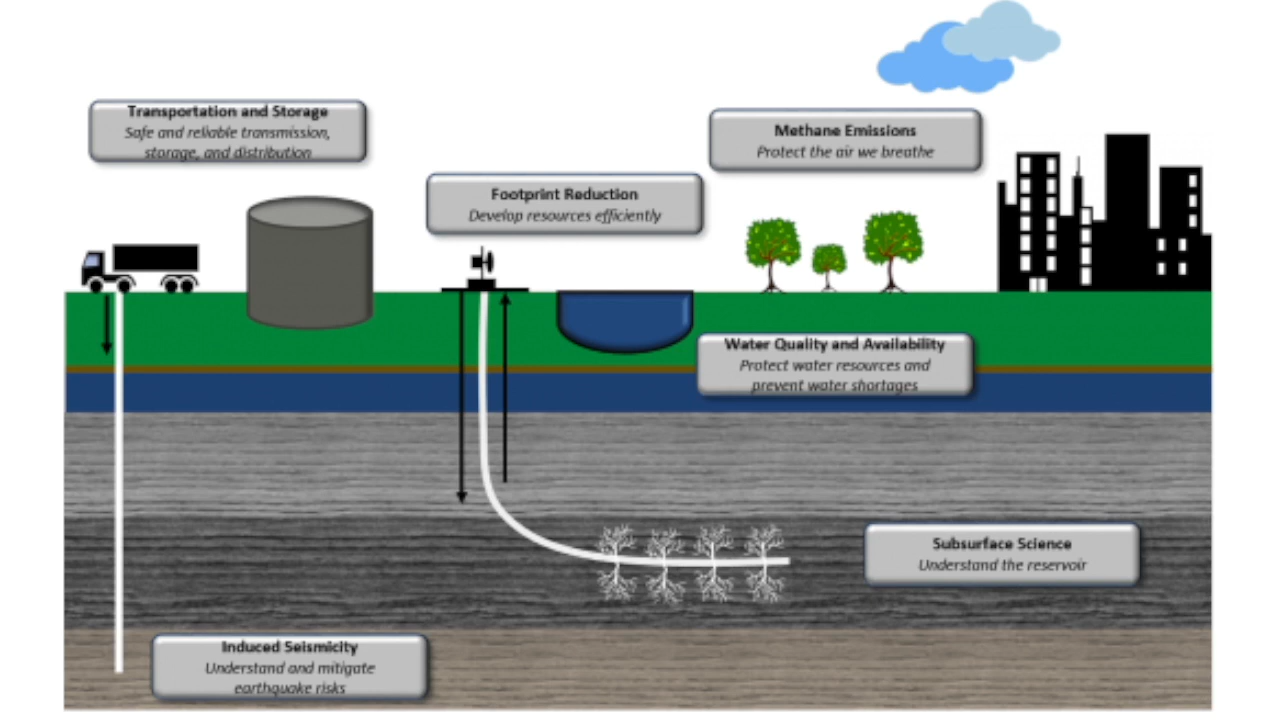 Transportation and Storage
Safe and reliable transmission,
storage, and distribution
Methane Emissions
Protect the air we breathe
Footprint Reduction
Develop resources efficiently
Water Quality and Availability
Protect water resources and
prevent water shortages
Subsurface Science
Understand the reservoir
Induced Seismicity
Understand and mitigate
earthquake risks